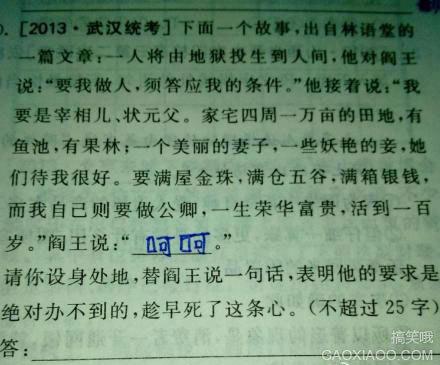 0.[2013·武汉统考]下面一个故事,出自林语堂的
一篇文章:一人将由地狱投生到人间,他对阎王
说:“要我做人,须答应我的条件。”他接着说:“我
要是宰相儿、状元父。家宅四周一万亩的田地,有
鱼池,有果林;一个美丽的妻子,一些妖艳的妾,她
们待我很好。要满屋金珠,满仓五谷,满箱银钱,
而我自己则要做公卿,一生荣华富贵,活到一百
岁。”阎王说:“呵呵。”
请你设身处地,替阎王说一句话,表明他的要求是
绝对办不到的,趁早死了这条心。(不超过25字)
答:
搞笑哦
GAOXIAOO.COM